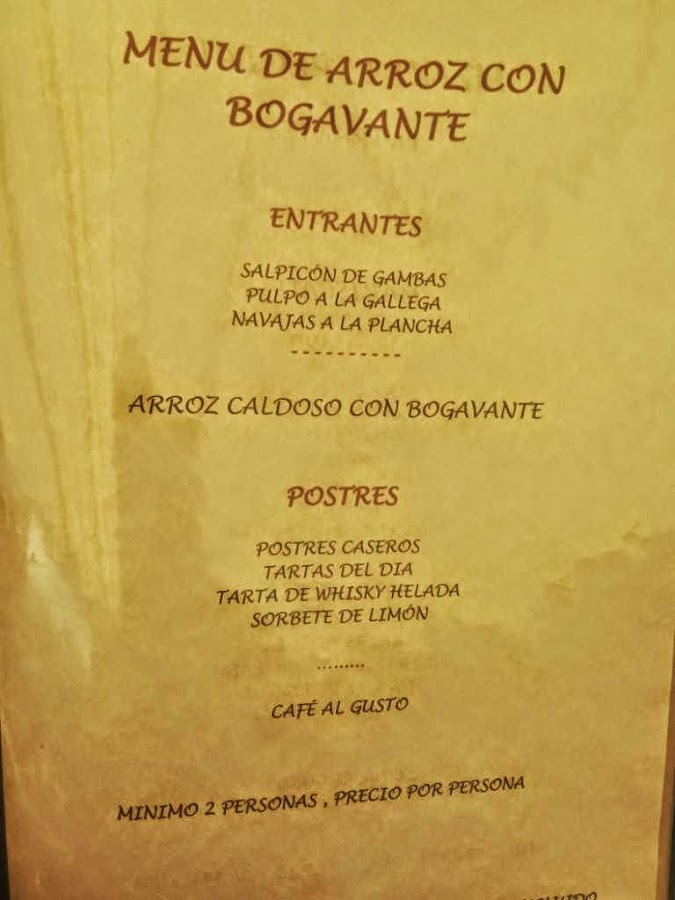 MENU DE ARROZ CON
BOGAVANTE
ENTRANTES
SALPICÓN DE GAMBAS
PULPO A LA GALLEGA
NAVAJAS A LA PLANCHA
----------
ARROZ CALDOSO CON BOGAVANTE
POSTRES
POSTRES CASEROS
TARTAS DEL DIA
TARTA DE WHISKY HELADA
SORBETE DE LIMÓN
.........
CAFÉ AL GUSTO
MINIMO 2 PERSONAS , PRECIO POR PERSONA